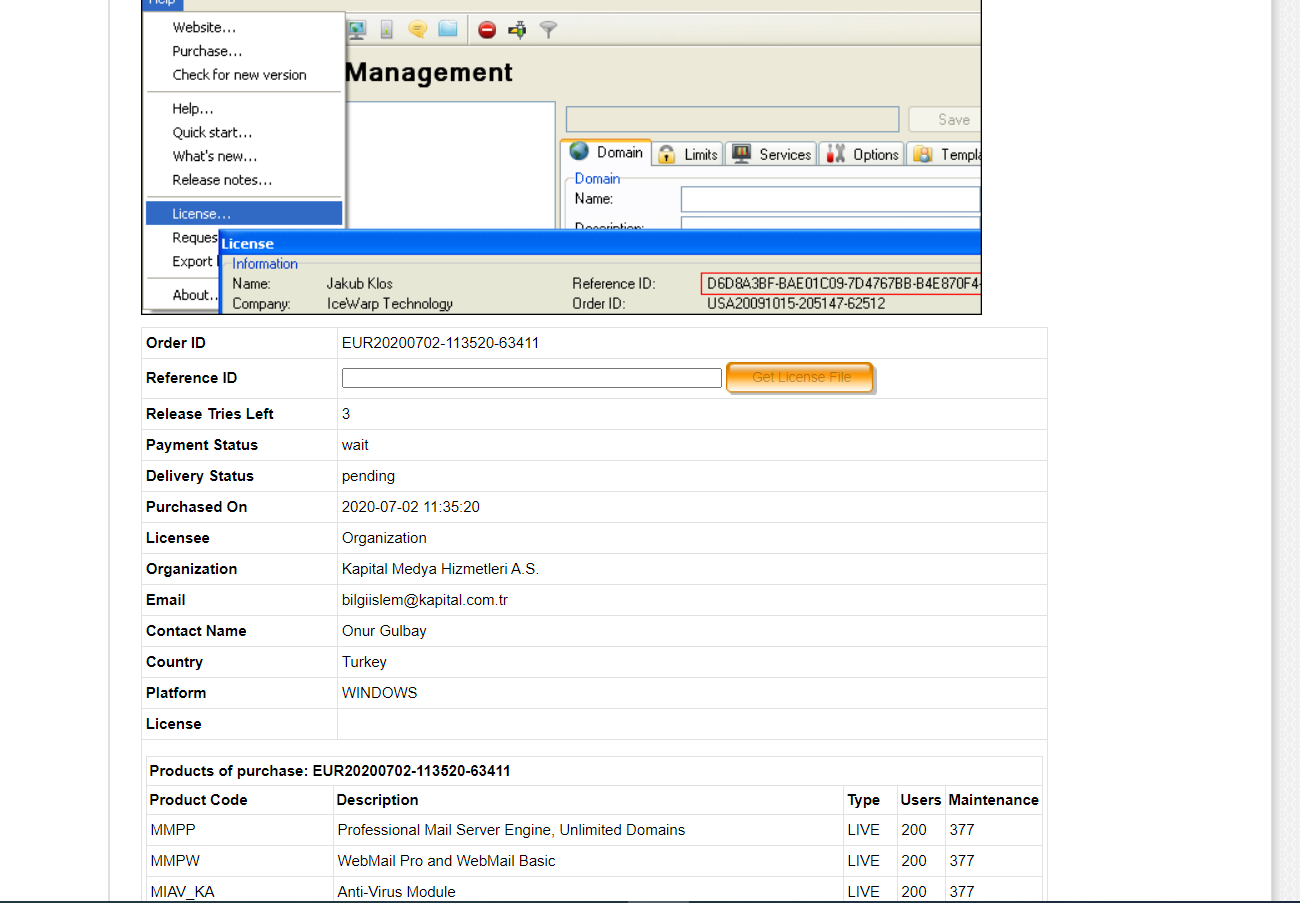 Help
Website...
Purchase...
Check for new version
Management
Help...
Save
Quick start...
Domain Limits Services Options Templa
What's new...
Release notes...
Domain
Name:
License...
Description:
Reques
License
Export
Information
Name: Jakub Klos Reference ID: D6D8A3BF-BAE01C09-7D4767BB-B4E870F4-
About..
Company: IceWarp Technology Order ID: USA20091015-205147-62512
Order ID EUR20200702-113520-63411
Reference ID Get License File
Release Tries Left 3
Payment Status wait
Delivery Status pending
Purchased On 2020-07-02 11:35:20
Licensee Organization
Organization Kapital Medya Hizmetleri A.S.
Email bilgiislem@kapital.com.tr
Contact Name Onur Gulbay
Country Turkey
Platform WINDOWS
License
Products of purchase: EUR20200702-113520-63411
Product Code Description Type Users Maintenance
MMPP Professional Mail Server Engine, Unlimited Domains LIVE 200 377
MMPW WebMail Pro and WebMail Basic LIVE 200 377
MIAV_KA Anti-Virus Module LIVE 200 377